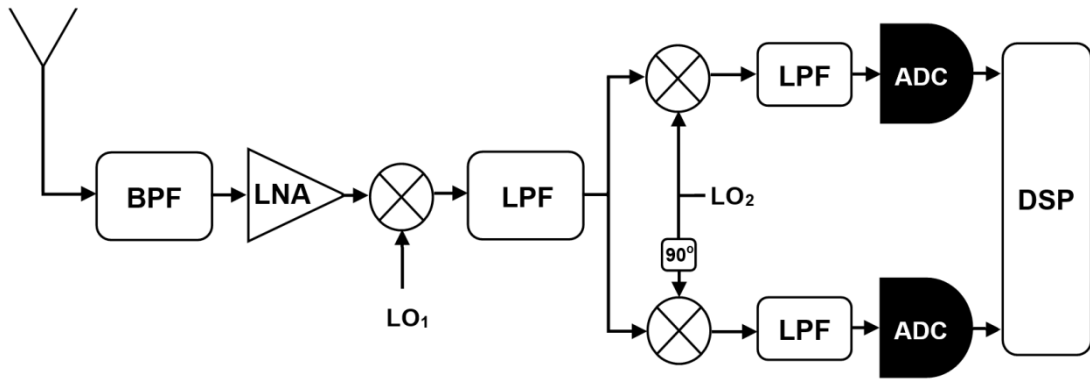 BPF
LNA
LO₁
LPF
LO₂
90°
LPF
ADC
LPF
ADC
DSP